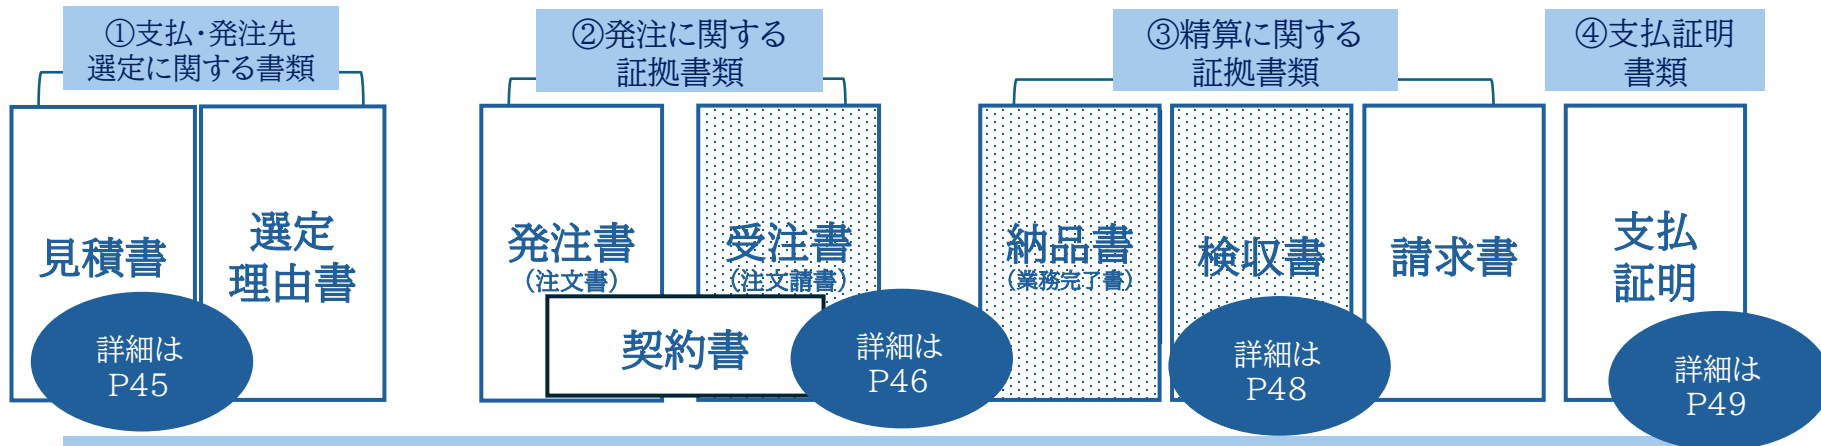 ①支払・発注先
選定に関する書類
②発注に関する
証拠書類
③精算に関する
証拠書類
④支払証明
書類
見積書
選定
理由書
詳細は
P45
発注書
（注文書）
受注書
（注文請書）
契約書
詳細は
P46
納品書
（業務完了書）
検収書
請求書
詳細は
P48
支払
証明
詳細は
P49